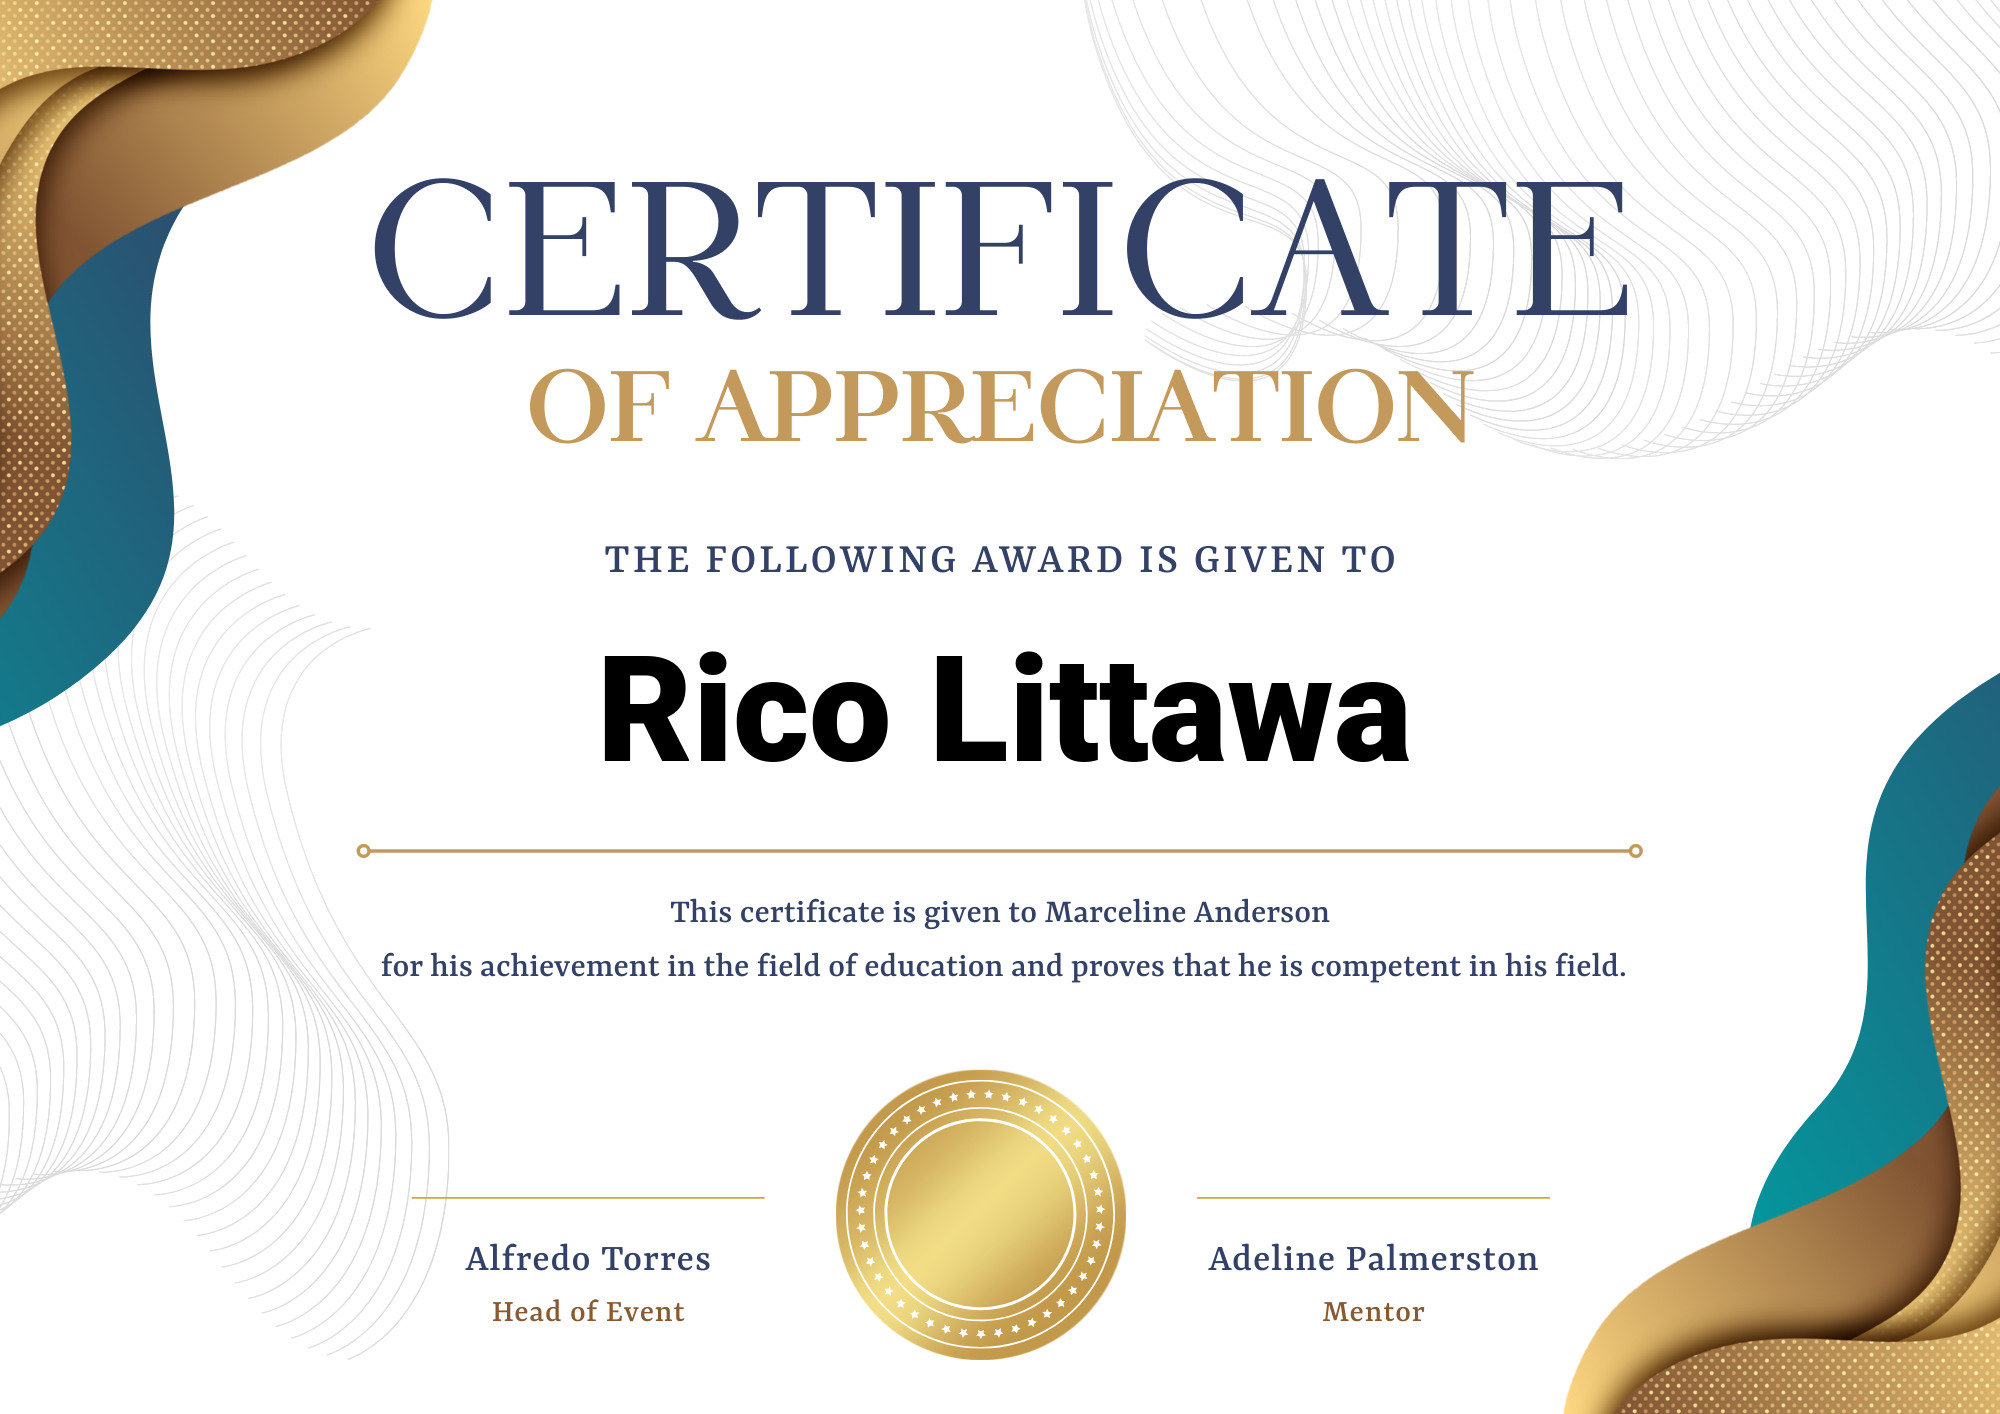 CERTIFICATE
OF APPRECIATION
THE FOLLOWING AWARD IS GIVEN TO
Rico Littawa
This certificate is given to Marceline Anderson
for his achievement in the field of education and proves that he is competent in his field.
Alfredo Torres
Head of Event
Adeline Palmerston
Mentor